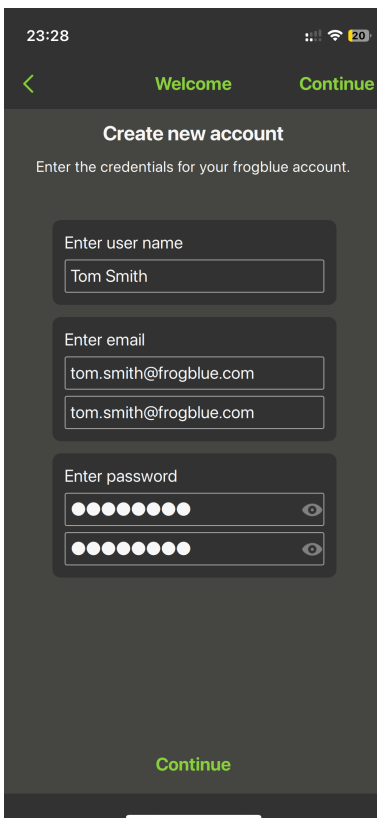 23:28
20
Welcome
Continue
Create new account
Enter the credentials for your frogblue account.
Enter user name
Tom Smith
Enter email
tom.smith@frogblue.com
tom.smith@frogblue.com
Enter password
●●●●●●●●
●●●●●●●●
Continue